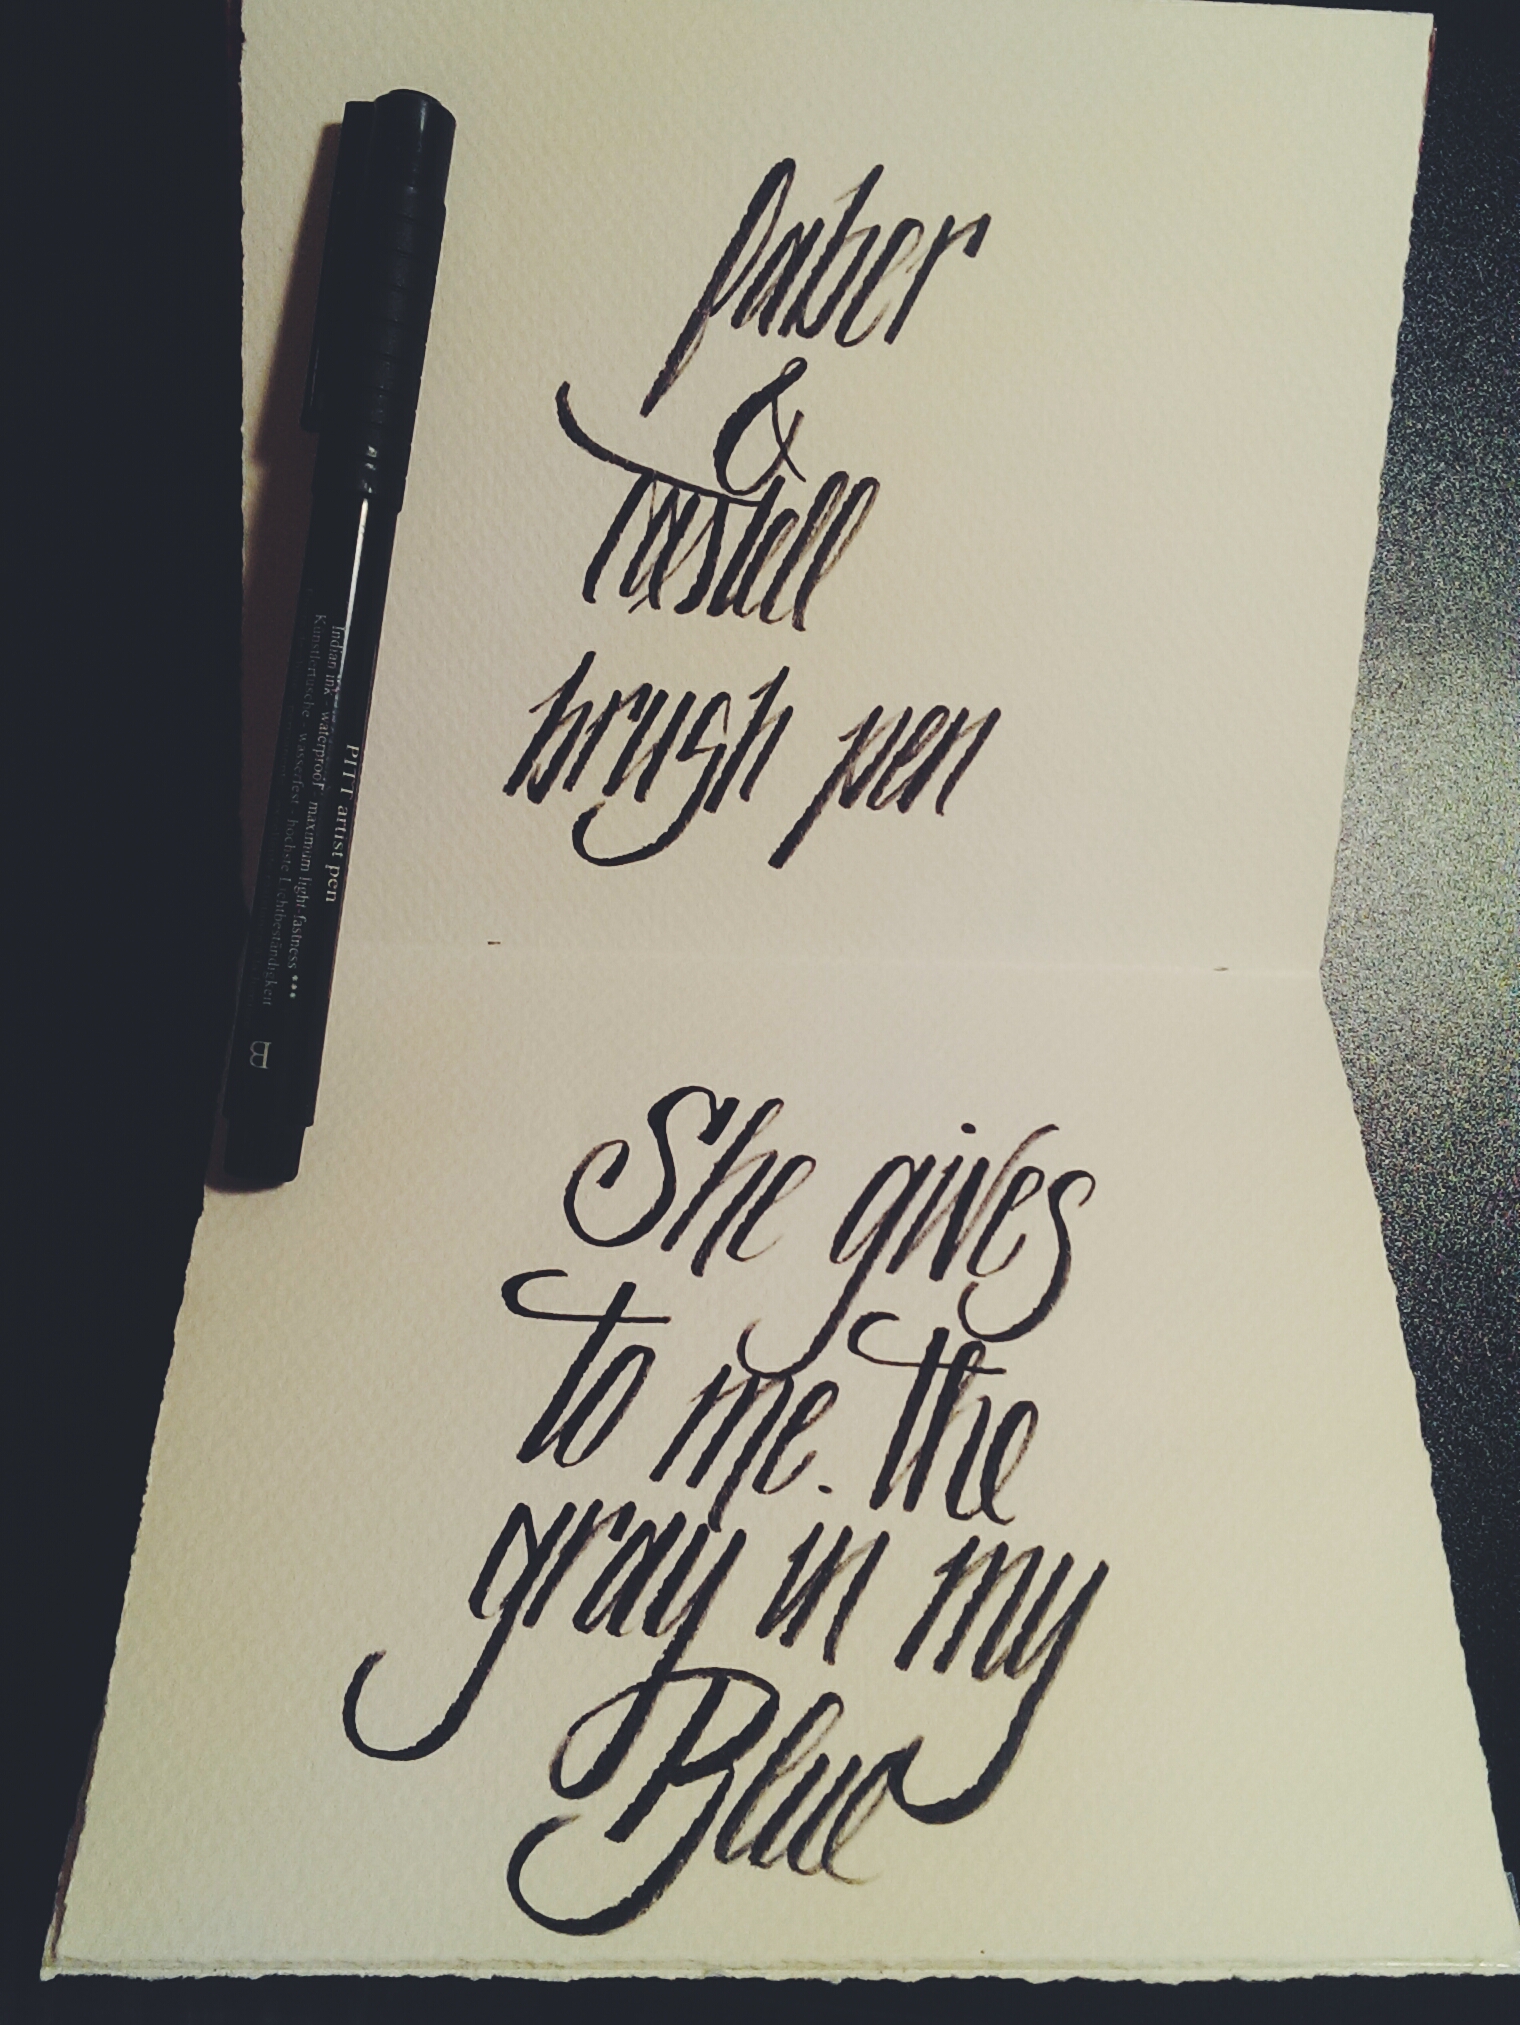 faber
&
Castell
brush pen
She gives
to me. the
gray in my
Blue
PITT artist pen
Indian ink · waterproof · maximum light-fastness ***
Künstlertusche · wasserfest · höchste Lichtbeständigkeit
B